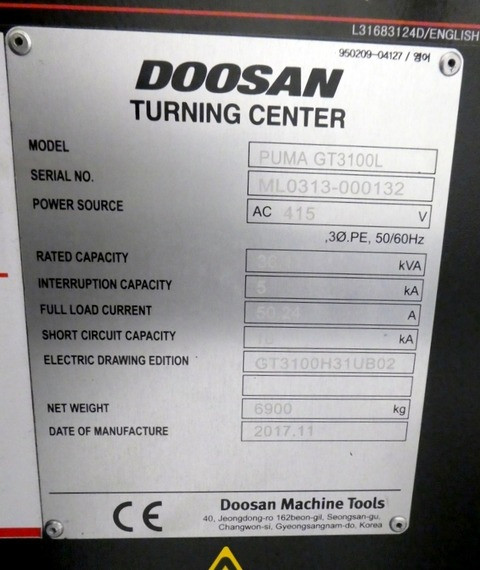 L31683124D/ENGLISH
950209-04127 / 영어
DOOSAN
TURNING CENTER
MODEL PUMA GT3100L
SERIAL NO. ML0313-000132
POWER SOURCE AC 415 V
,3Ø.PE, 50/60Hz
RATED CAPACITY kVA
INTERRUPTION CAPACITY 5 kA
FULL LOAD CURRENT 50.24 A
SHORT CIRCUIT CAPACITY kA
ELECTRIC DRAWING EDITION GT3100H31UB02
NET WEIGHT 6900 kg
DATE OF MANUFACTURE 2017.11
CE Doosan Machine Tools
40, Jeongdong-ro 162beon-gil, Seongsan-gu,
Changwon-si, Gyeongsangnam-do, Korea